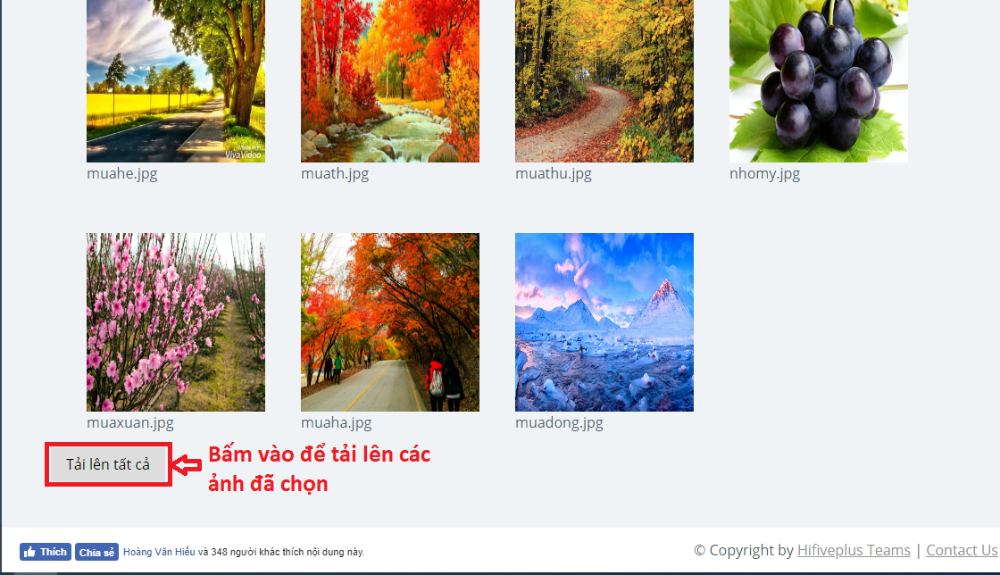 Made With
VivaVideo
muahe.jpg
muath.jpg
muathu.jpg
nhomy.jpg
muaxuan.jpg
muaha.jpg
muadong.jpg
Tải lên tất cả
Bấm vào để tải lên các
ảnh đã chọn
Thích
Chia sẻ
Hoàng Văn Hiếu và 348 người khác thích nội dung này.
© Copyright by Hifiveplus Teams | Contact Us